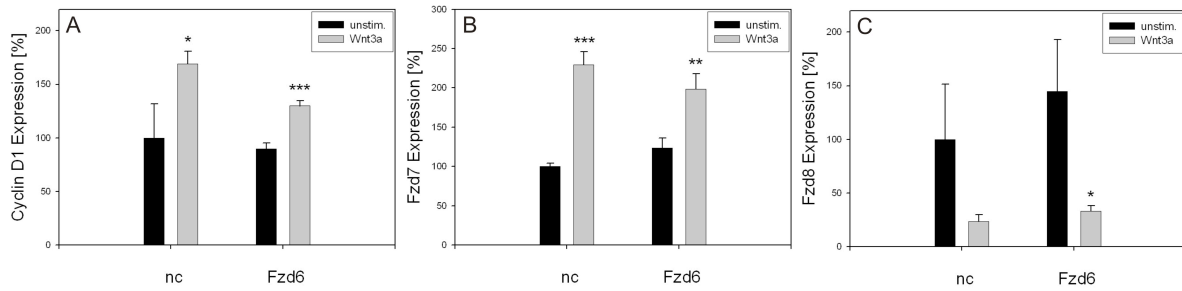 A
unstim.
Wnt3a
Cyclin D1 Expression [%]
200
150
100
50
0
*
***
nc
Fzd6
B
unstim.
Wnt3a
Fzd7 Expression [%]
300
250
200
150
100
50
0
***
**
nc
Fzd6
C
unstim.
Wnt3a
Fzd8 Expression [%]
200
150
100
50
0
*
nc
Fzd6